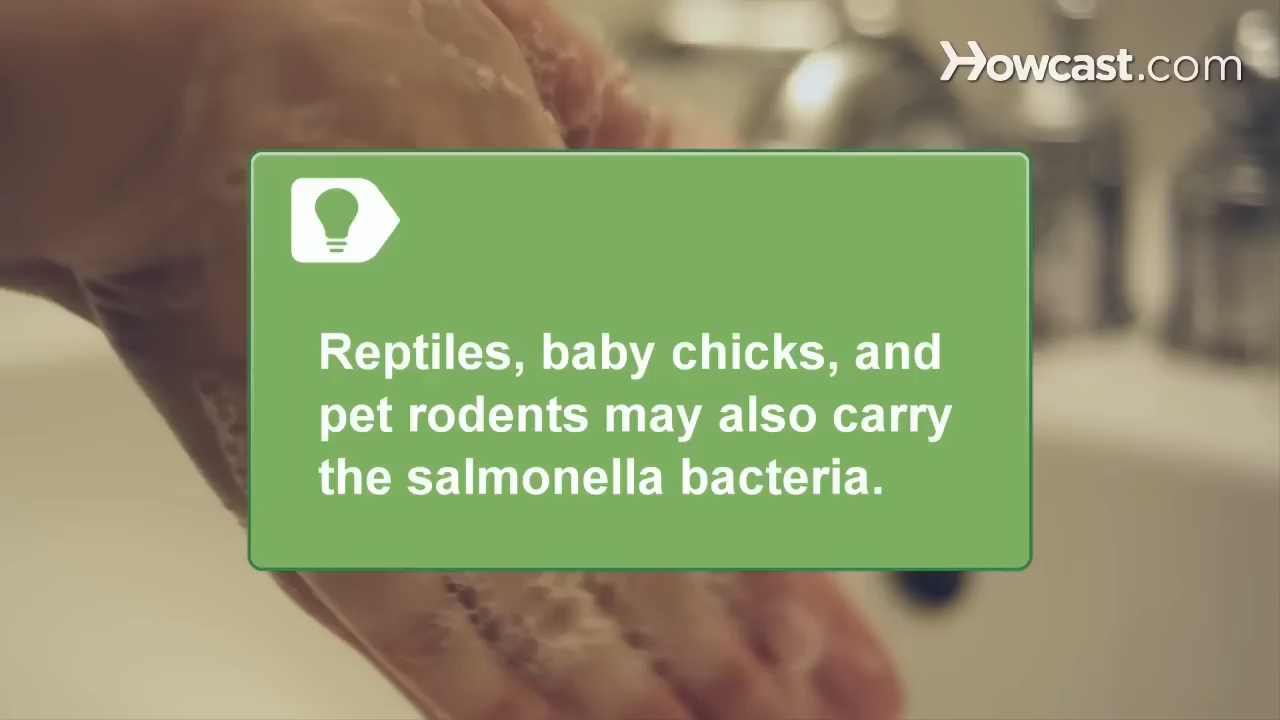 Howcast.com
Reptiles, baby chicks, and
pet rodents may also carry
the salmonella bacteria.